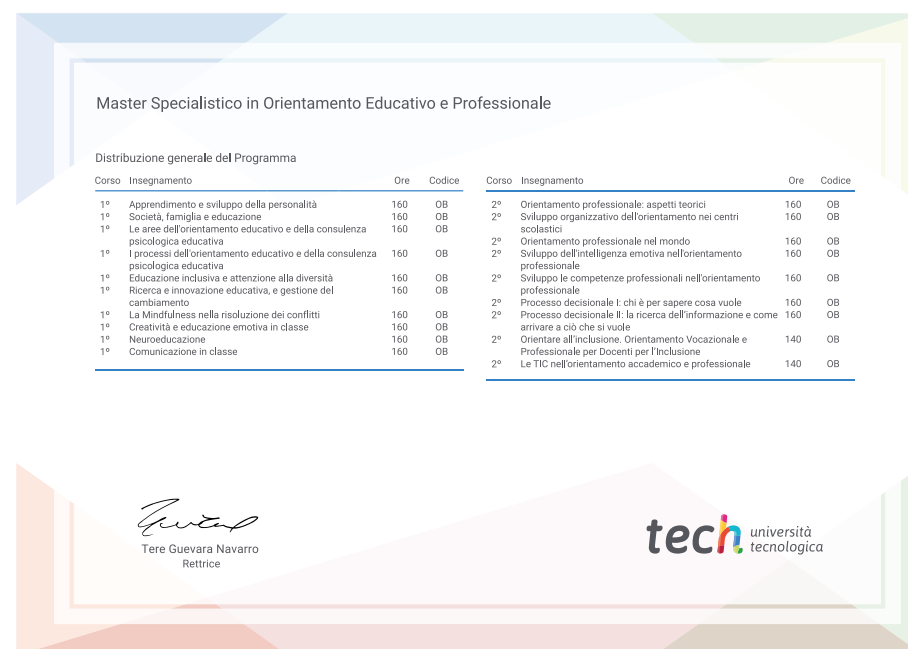 Master Specialistico in Orientamento Educativo e Professionale
Distribuzione generale del Programma
Corso Insegnamento Ore Codice
1º Apprendimento e sviluppo della personalità 160 OB
1º Società, famiglia e educazione 160 OB
1º Le aree dell'orientamento educativo e della consulenza 160 OB
psicologica educativa
1º I processi dell'orientamento educativo e della consulenza 160 OB
psicologica educativa
1º Educazione inclusiva e attenzione alla diversità 160 OB
1º Ricerca e innovazione educativa, e gestione del 160 OB
cambiamento
1º La Mindfulness nella risoluzione dei conflitti 160 OB
1º Creatività e educazione emotiva in classe 160 OB
1º Neuroeducazione 160 OB
1º Comunicazione in classe 160 OB
Corso Insegnamento Ore Codice
2º Orientamento professionale: aspetti teorici 160 OB
2º Sviluppo organizzativo dell'orientamento nei centri 160 OB
scolastici
2º Orientamento professionale nel mondo 160 OB
2º Sviluppo dell'intelligenza emotiva nell'orientamento 160 OB
professionale
2º Sviluppo le competenze professionali nell'orientamento 160 OB
professionale
2º Processo decisionale I: chi è per sapere cosa vuole 160 OB
2º Processo decisionale II: la ricerca dell'informazione e come 160 OB
arrivare a ciò che si vuole
2º Orientare all'inclusione. Orientamento Vocazionale e 140 OB
Professionale per Docenti per l'Inclusione
2º Le TIC nell'orientamento accademico e professionale 140 OB
Tere Guevara Navarro
Rettrice
tech università
tecnologica